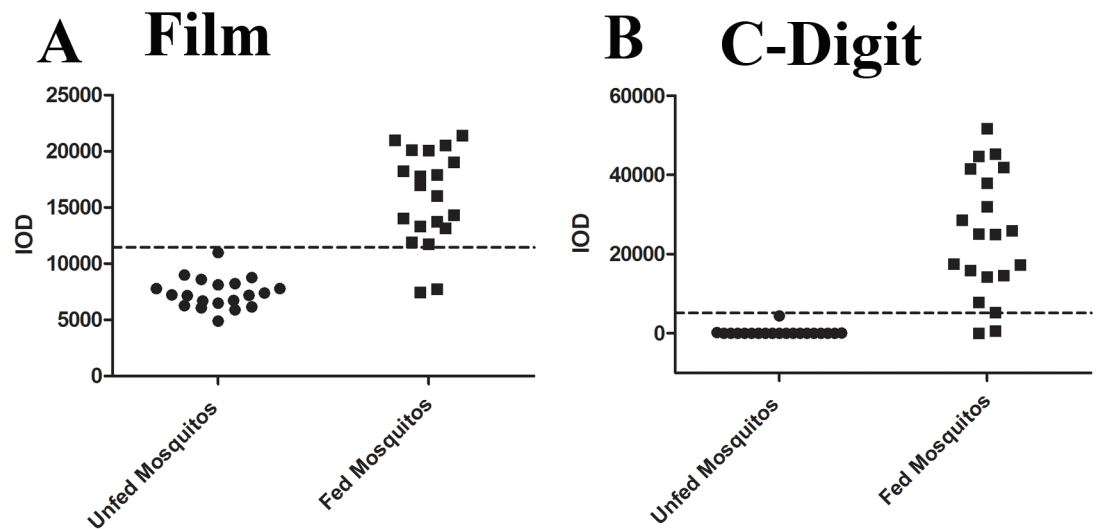 A Film
25000
20000
15000
10000
5000
0
IOD
Unfed Mosquitos
Fed Mosquitos
B C-Digit
60000
40000
20000
0
IOD
Unfed Mosquitos
Fed Mosquitos